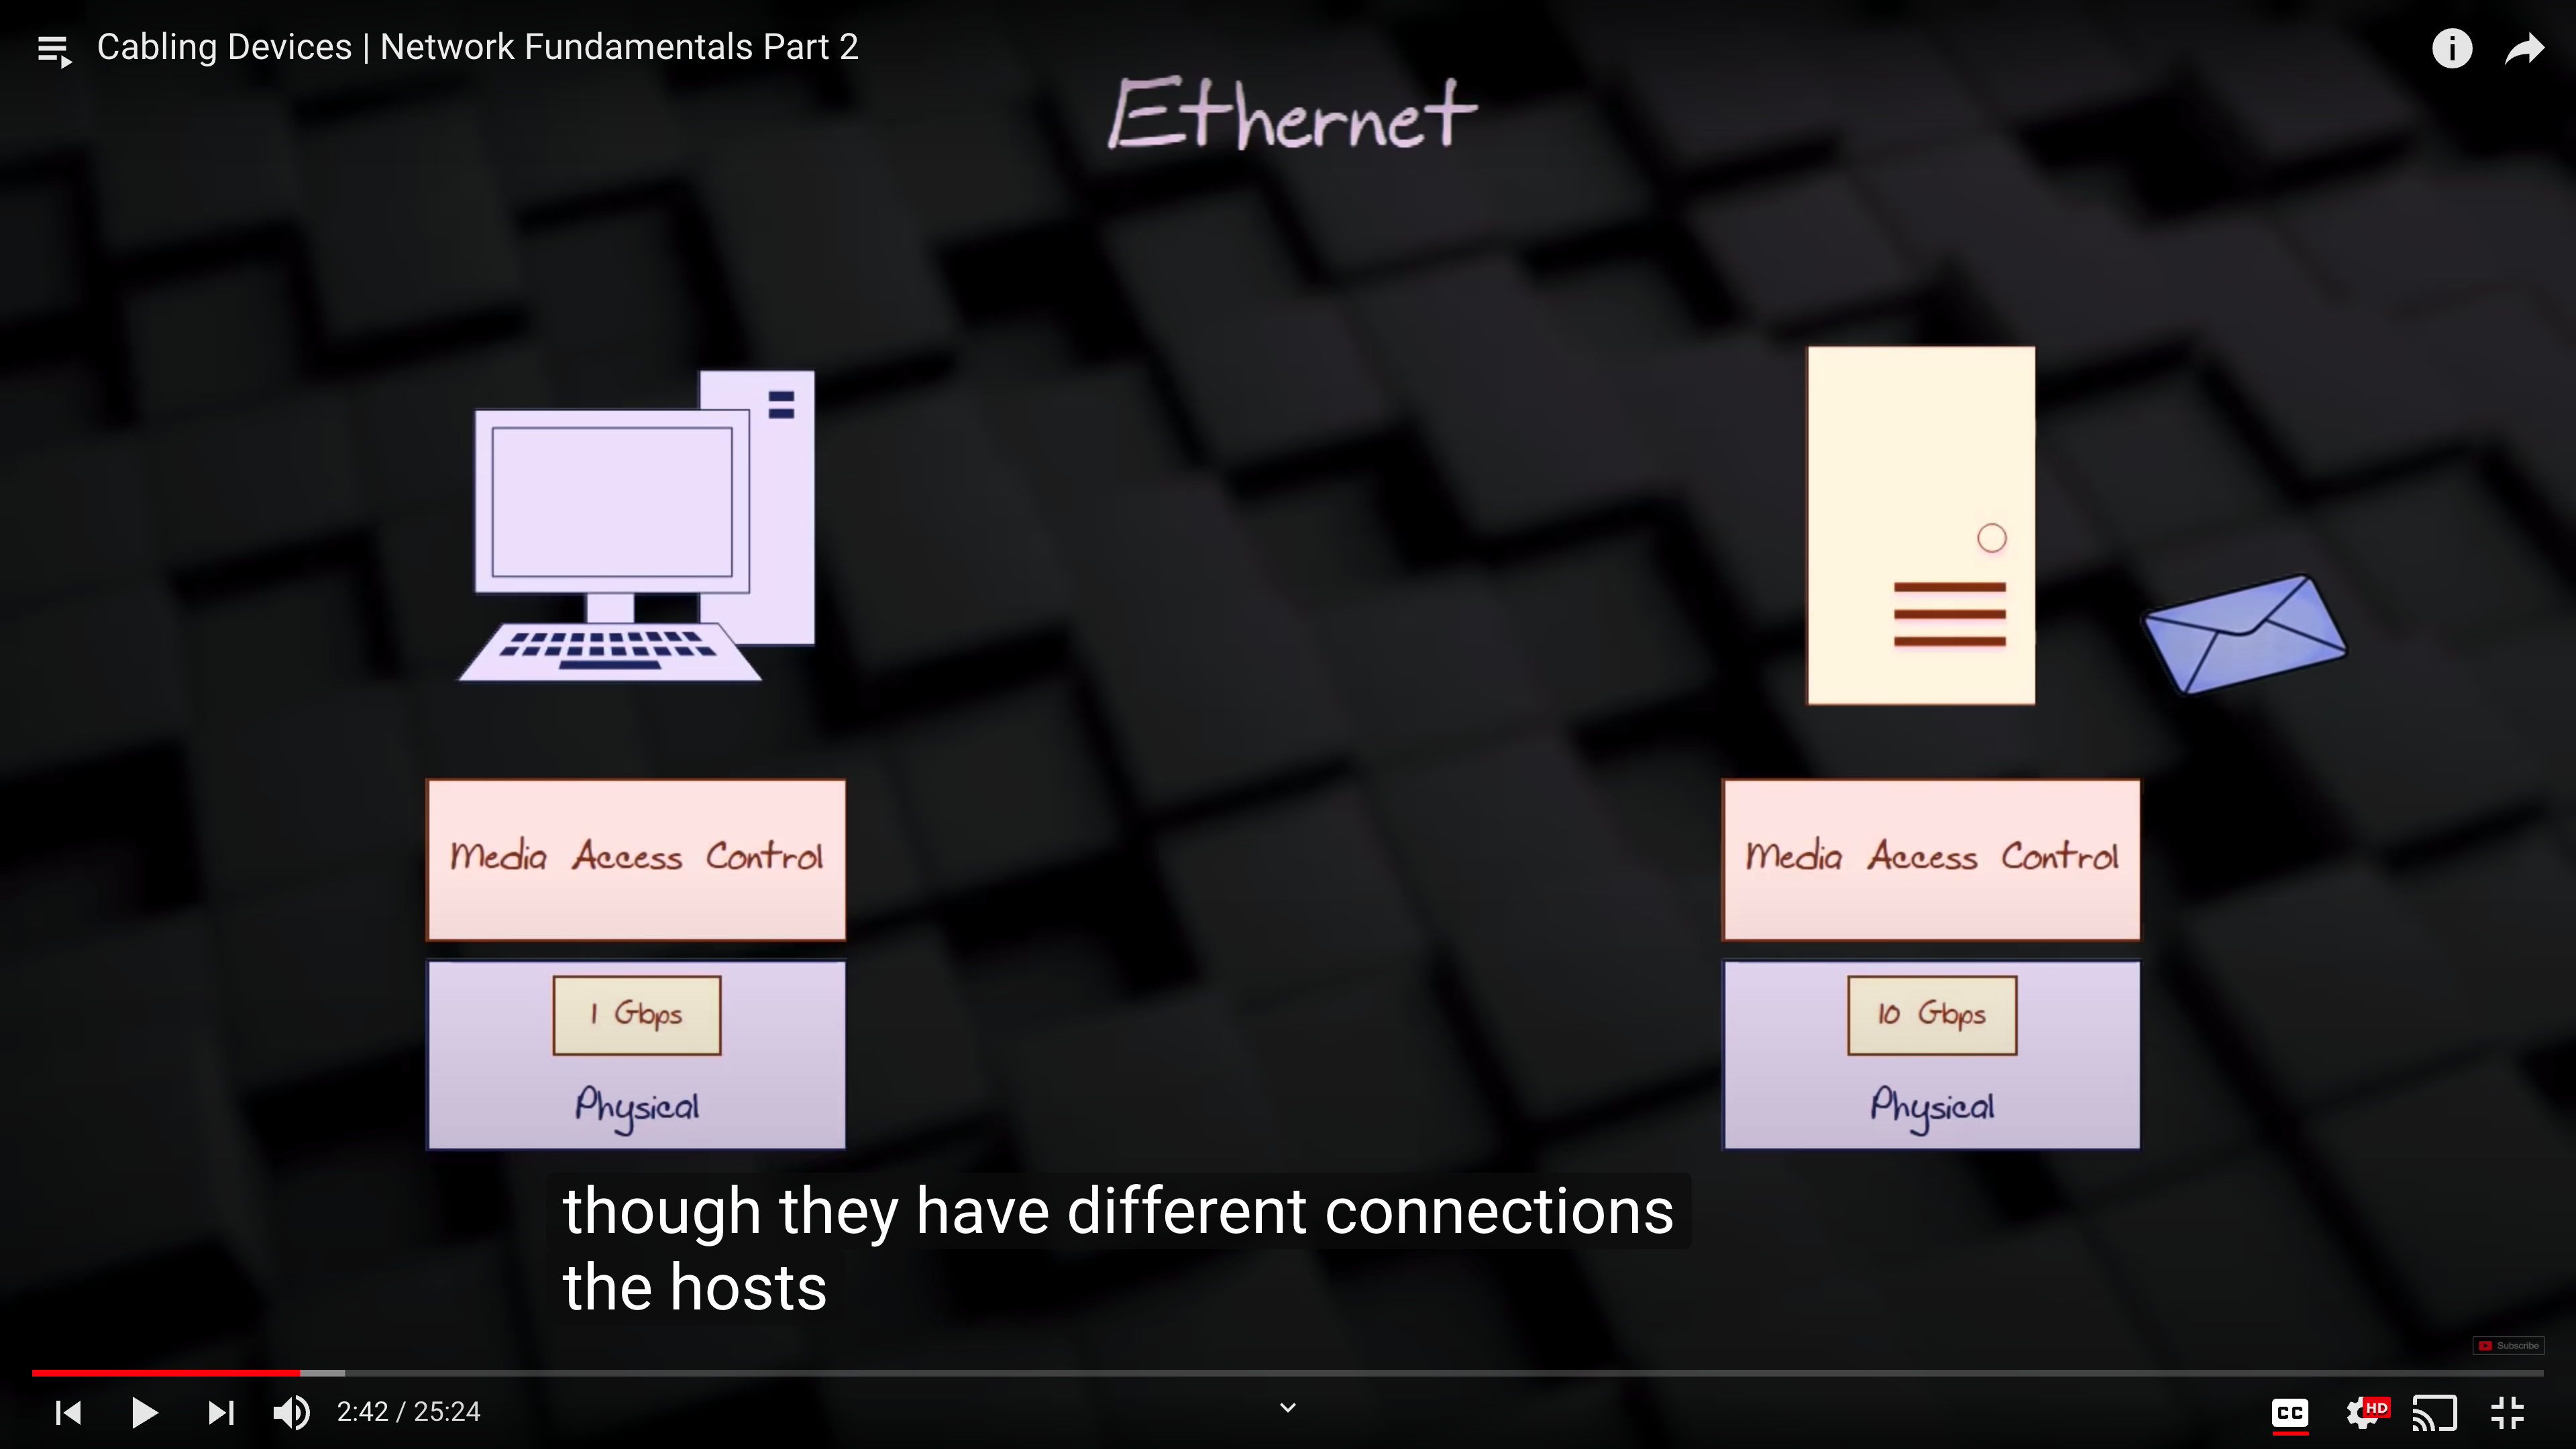 Cabling Devices | Network Fundamentals Part 2
Ethernet
Media Access Control
Media Access Control
1 Gbps
10 Gbps
Physical
Physical
though they have different connections
the hosts
Subscribe
2:42 / 25:24
CC
HD